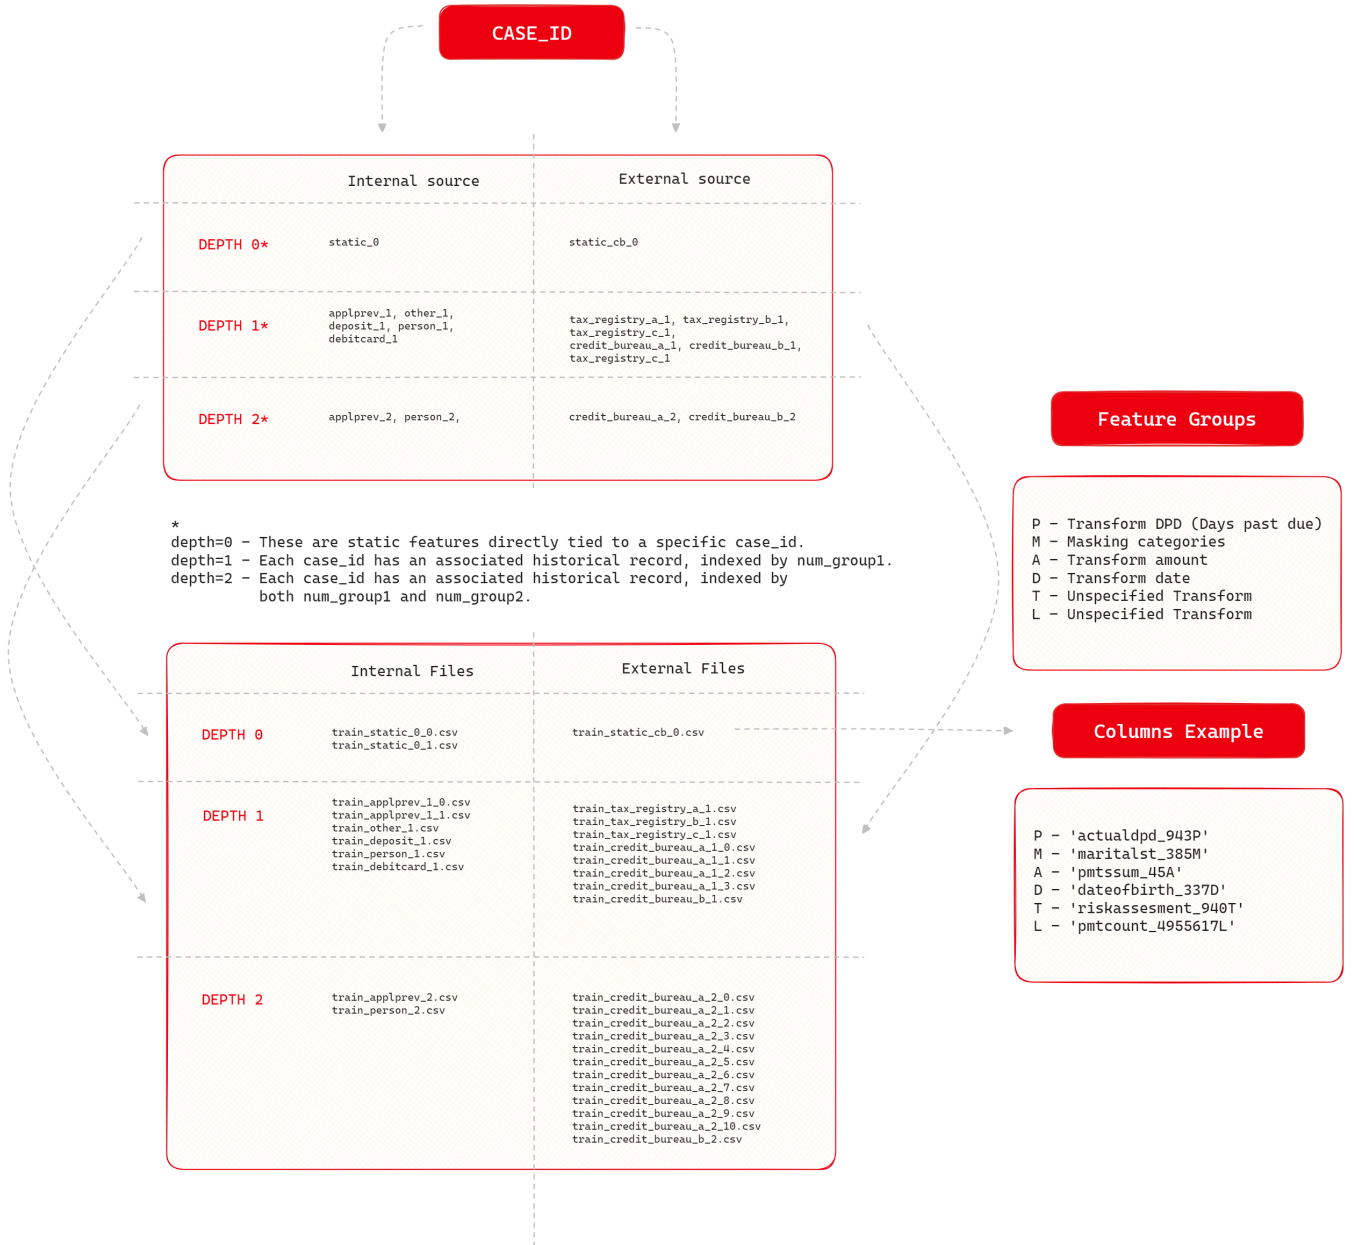 CASE_ID
Internal source
External source
DEPTH 0*
static_0
static_cb_0
DEPTH 1*
applprev_1, other_1,
deposit_1, person_1,
debitcard_1
tax_registry_a_1, tax_registry_b_1,
tax_registry_c_1,
credit_bureau_a_1, credit_bureau_b_1,
tax_registry_c_1
DEPTH 2*
applprev_2, person_2,
credit_bureau_a_2, credit_bureau_b_2
*
depth=0 – These are static features directly tied to a specific case_id.
depth=1 – Each case_id has an associated historical record, indexed by num_group1.
depth=2 – Each case_id has an associated historical record, indexed by
both num_group1 and num_group2.
Internal Files
External Files
DEPTH 0
train_static_0_0.csv
train_static_0_1.csv
train_static_cb_0.csv
DEPTH 1
train_applprev_1_0.csv
train_applprev_1_1.csv
train_other_1.csv
train_deposit_1.csv
train_person_1.csv
train_debitcard_1.csv
train_tax_registry_a_1.csv
train_tax_registry_b_1.csv
train_tax_registry_c_1.csv
train_credit_bureau_a_1_0.csv
train_credit_bureau_a_1_1.csv
train_credit_bureau_a_1_2.csv
train_credit_bureau_a_1_3.csv
train_credit_bureau_b_1.csv
DEPTH 2
train_applprev_2.csv
train_person_2.csv
train_credit_bureau_a_2_0.csv
train_credit_bureau_a_2_1.csv
train_credit_bureau_a_2_2.csv
train_credit_bureau_a_2_3.csv
train_credit_bureau_a_2_4.csv
train_credit_bureau_a_2_5.csv
train_credit_bureau_a_2_6.csv
train_credit_bureau_a_2_7.csv
train_credit_bureau_a_2_8.csv
train_credit_bureau_a_2_9.csv
train_credit_bureau_a_2_10.csv
train_credit_bureau_b_2.csv
Feature Groups
P – Transform DPD (Days past due)
M – Masking categories
A – Transform amount
D – Transform date
T – Unspecified Transform
L – Unspecified Transform
Columns Example
P – 'actualdpd_943P'
M – 'maritalst_385M'
A – 'pmtssum_45A'
D – 'dateofbirth_337D'
T – 'riskassesment_940T'
L – 'pmtcount_4955617L'